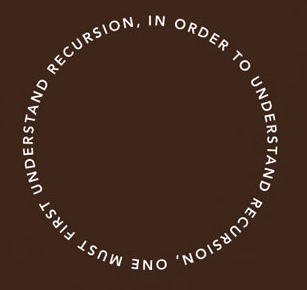 IN ORDER TO UNDERSTAND RECURSION, ONE MUST FIRST UNDERSTAND RECURSION,